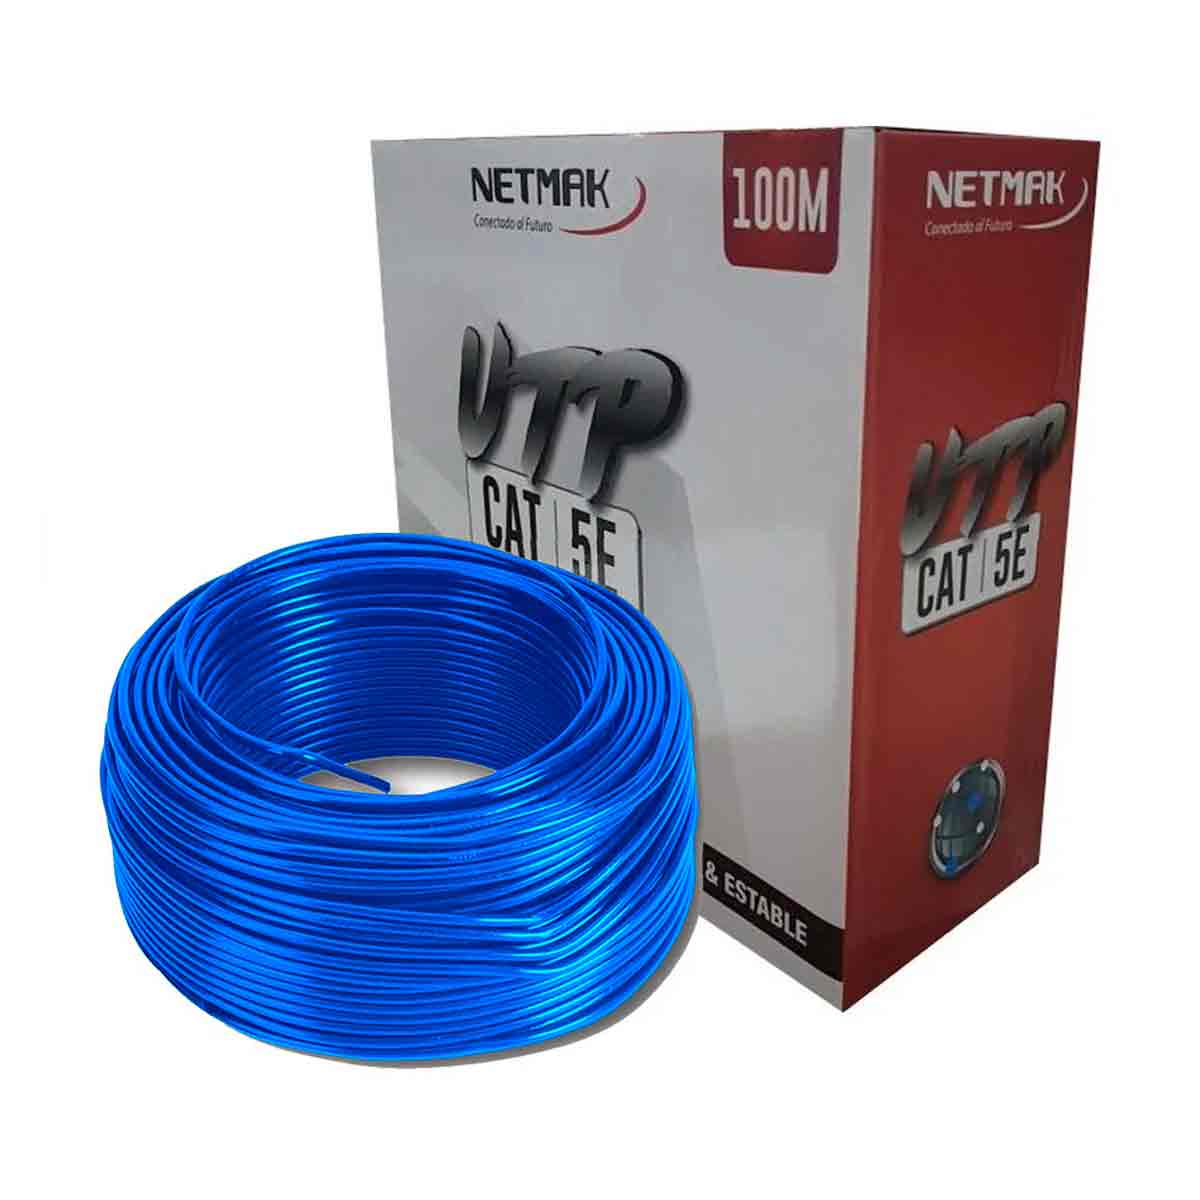 NETMAK
Conectado al Futuro
100M
UTP
CAT 5E
& ESTABLE
NETMAK
Conectado al Futuro
UTP
CAT 5E